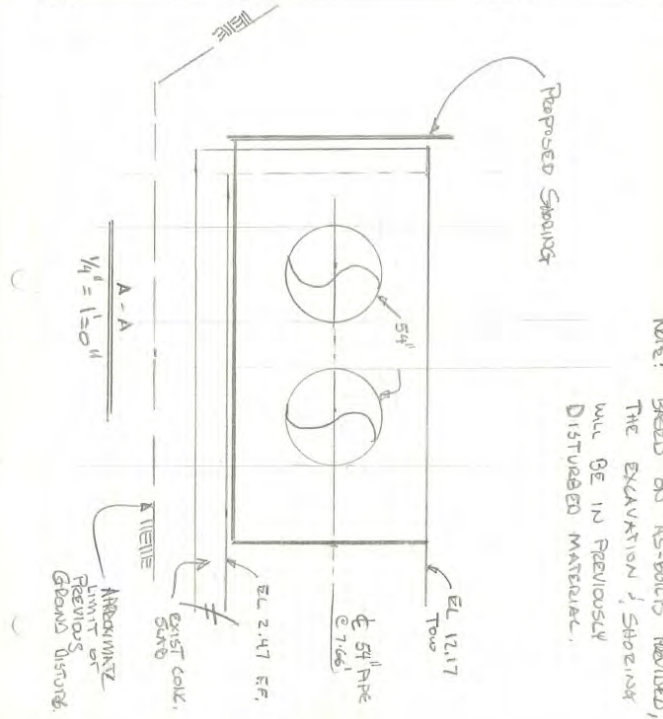 NOTE: BASED ON AS-BUILTS PROVIDED,
THE EXCAVATION & SHORING
WILL BE IN PREVIOUSLY
DISTURBED MATERIAL.
PROPOSED SHORING
EL 12.17
TOW
54"
℄ 54" PIPE
@ 7.66'
EL 2.47 F.F.
EXIST CONC.
SLAB
APPROXIMATE
LIMIT OF
PREVIOUS
GROUND DISTURB.
A-A
1/4" = 1'=0"